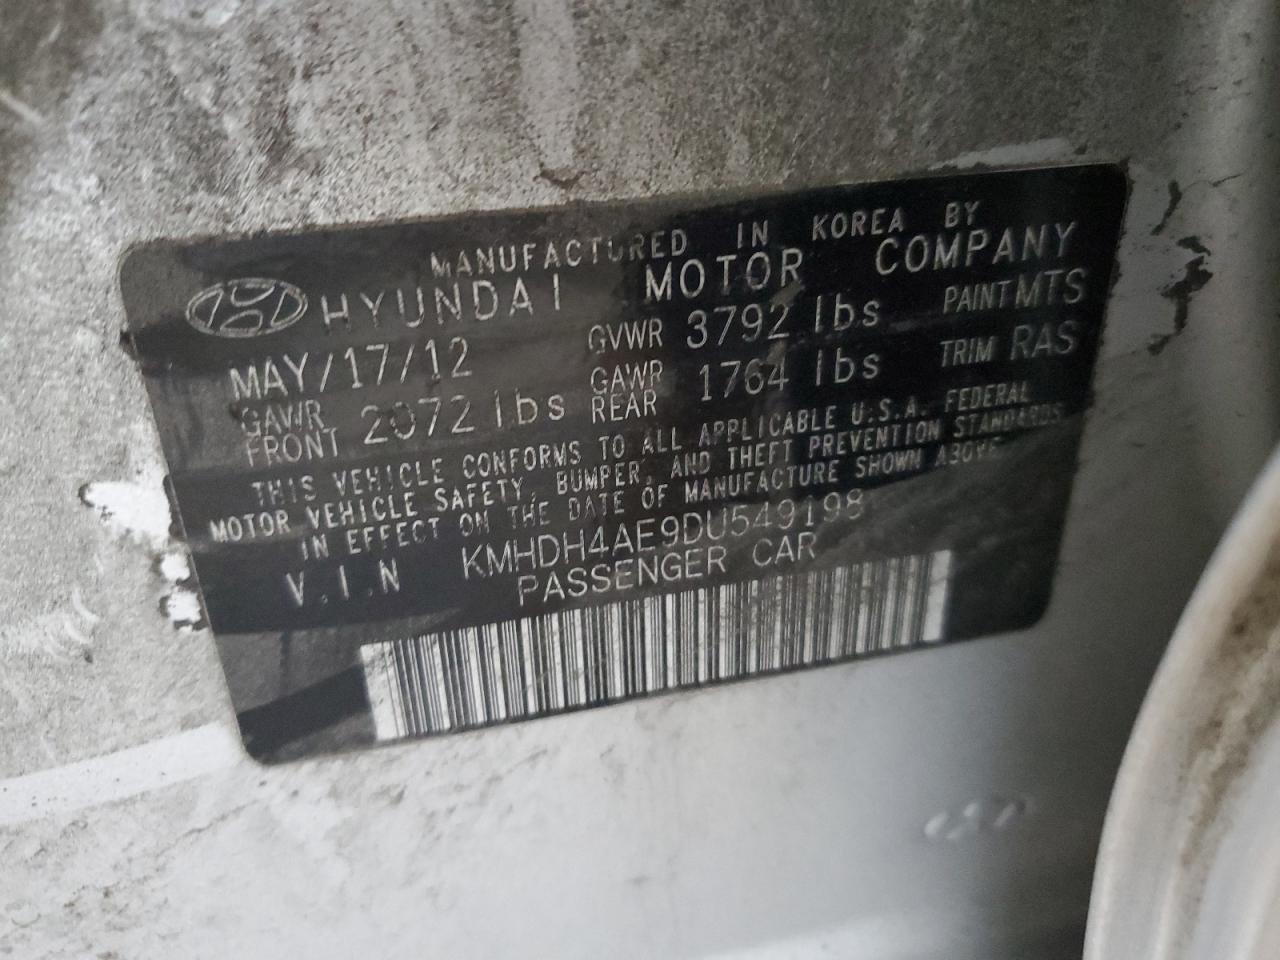 MANUFACTURED IN KOREA BY
HYUNDAI MOTOR COMPANY
MAY/17/12 GVWR 3792 lbs PAINT MTS
GAWR FRONT 2072 lbs GAWR REAR 1764 lbs TRIM RAS
THIS VEHICLE CONFORMS TO ALL APPLICABLE U.S.A. FEDERAL
MOTOR VEHICLE SAFETY, BUMPER, AND THEFT PREVENTION STANDARDS
IN EFFECT ON THE DATE OF MANUFACTURE SHOWN ABOVE
V.I.N KMHDH4AE9DU549198
PASSENGER CAR